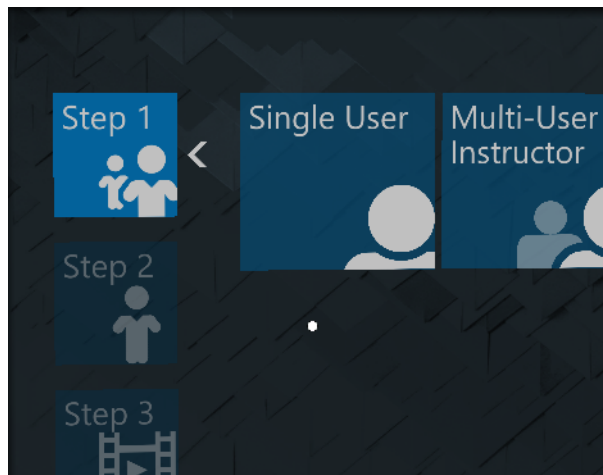 Step 1
Single User
Multi-User
Instructor
Step 2
Step 3